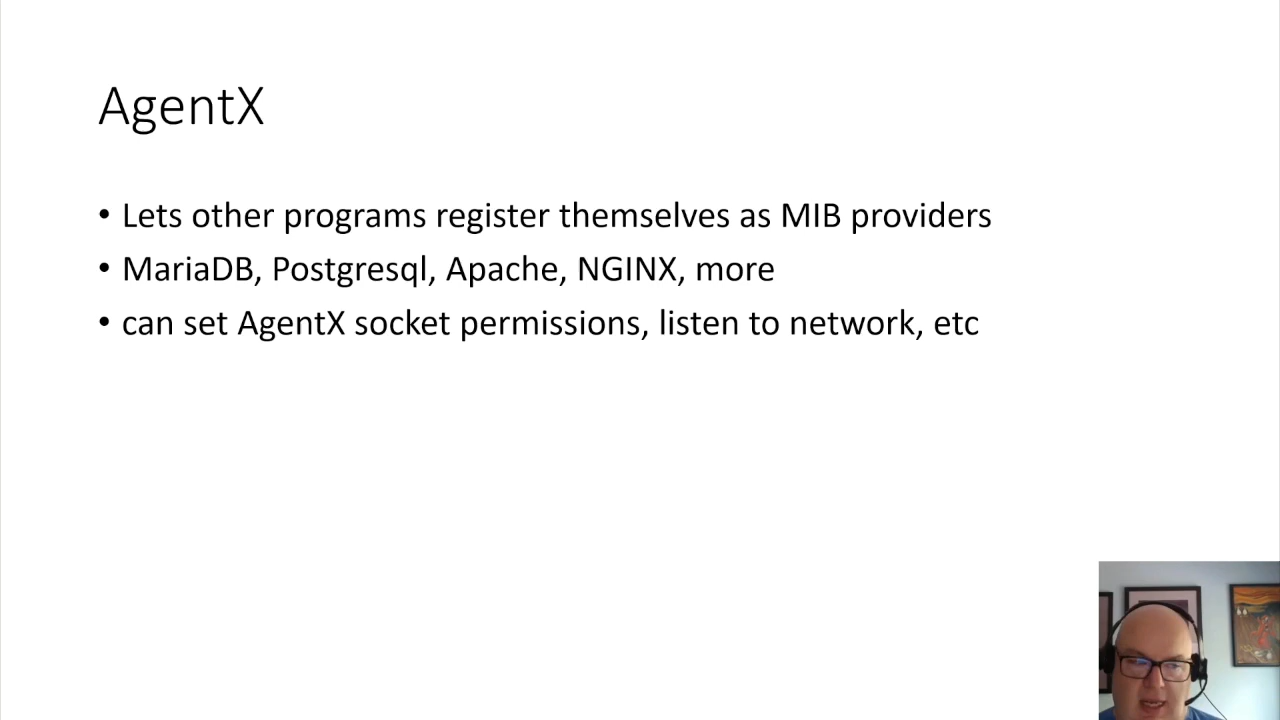 AgentX
• Lets other programs register themselves as MIB providers
• MariaDB, Postgresql, Apache, NGINX, more
• can set AgentX socket permissions, listen to network, etc